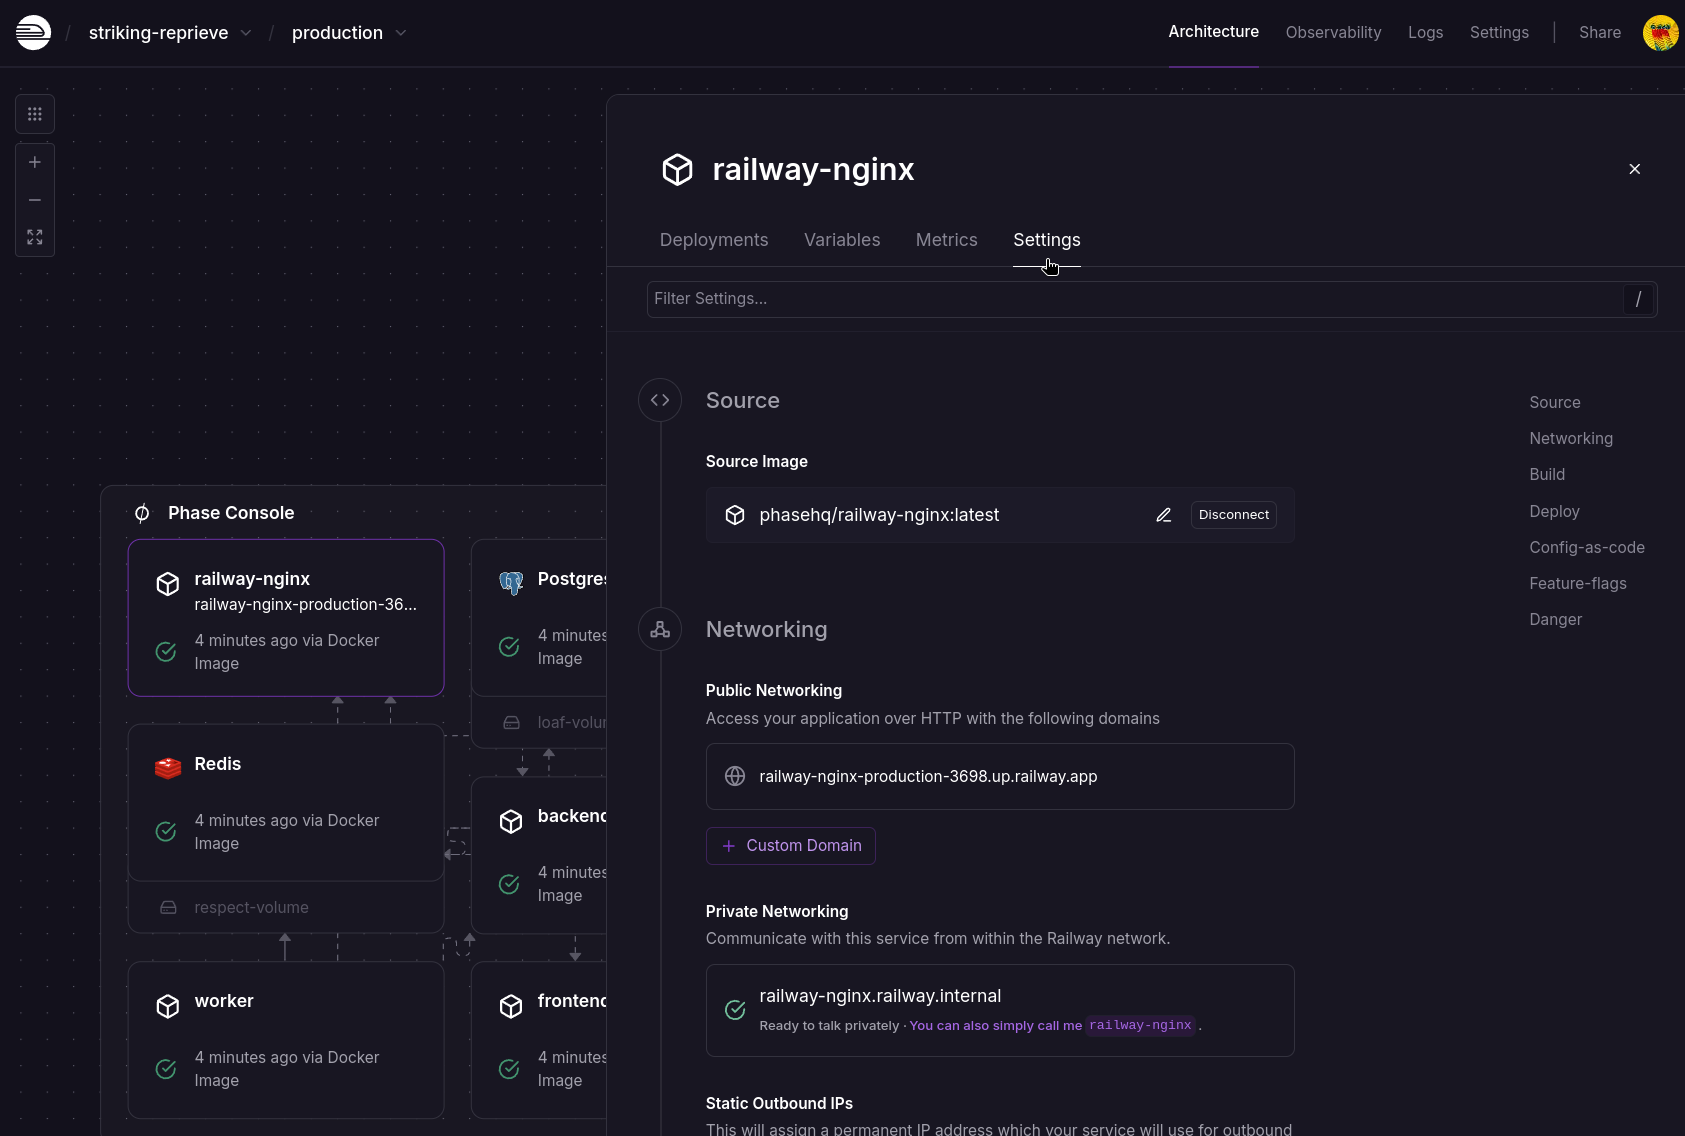 / striking-reprieve / production
Architecture Observability Logs Settings Share
railway-nginx
Deployments Variables Metrics Settings
Filter Settings... /
Source
Source Image
phasehq/railway-nginx:latest Disconnect
Networking
Public Networking
Access your application over HTTP with the following domains
railway-nginx-production-3698.up.railway.app
+ Custom Domain
Private Networking
Communicate with this service from within the Railway network.
railway-nginx.railway.internal
Ready to talk privately · You can also simply call me railway-nginx .
Static Outbound IPs
This will assign a permanent IP address which your service will use for outbound
Source
Networking
Build
Deploy
Config-as-code
Feature-flags
Danger
Phase Console
railway-nginx
railway-nginx-production-36...
4 minutes ago via Docker
Image
Postgres
4 minutes
Image
loaf-volu
Redis
4 minutes ago via Docker
Image
respect-volume
backend
4 minutes
Image
worker
4 minutes ago via Docker
Image
frontend
4 minutes
Image